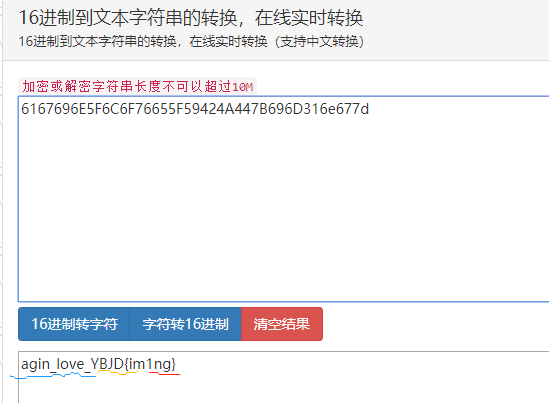 16进制到文本字符串的转换，在线实时转换
16进制到文本字符串的转换，在线实时转换（支持中文转换）
加密或解密字符串长度不可以超过10M
6167696E5F6C6F76655F59424A447B696D316e677d
16进制转字符 字符转16进制 清空结果
agin_love_YBJD{im1ng}